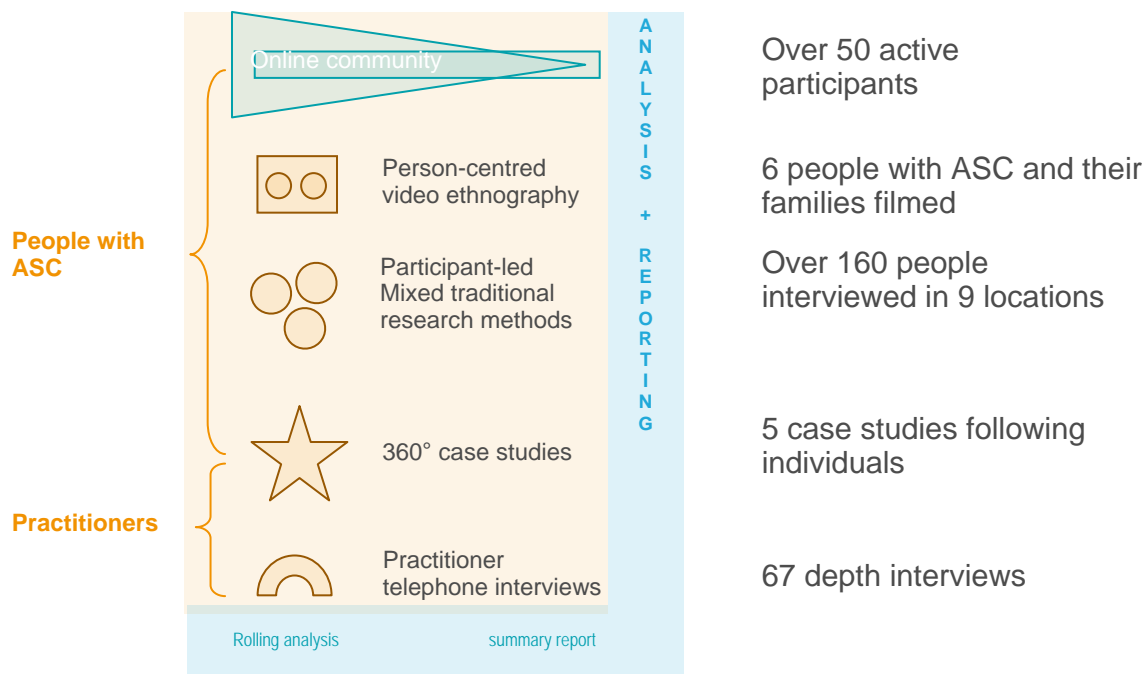 Online community
Over 50 active
participants
Person-centred
video ethnography
6 people with ASC and their
families filmed
People with
ASC
Participant-led
Mixed traditional
research methods
Over 160 people
interviewed in 9 locations
360° case studies
5 case studies following
individuals
Practitioners
Practitioner
telephone interviews
67 depth interviews
ANALYSIS + REPORTING
Rolling analysis
summary report